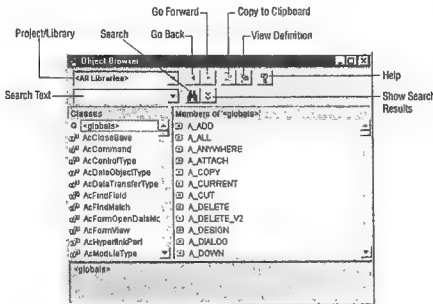 Go Forward
Copy to Clipboard
Project/Library
Search
Go Back
View Definition
Object Browser
<All Libraries>
Help
Search Text
Show Search
Results
Classes
Members of '<globals>'
<globals>
A_ADD
AcCloseSave
A_ALL
AcCommand
A_ANYWHERE
AcControlType
A_ATTACH
AcDataObjectType
A_COPY
AcDataTransferType
A_CURRENT
AcFindField
A_CUT
AcFindMatch
A_DELETE
AcFormOpenDataMc
A_DELETE_V2
AcFormView
A_DESIGN
AcHyperlinkPart
A_DIALOG
AcModuleType
A_DOWN
<globals>